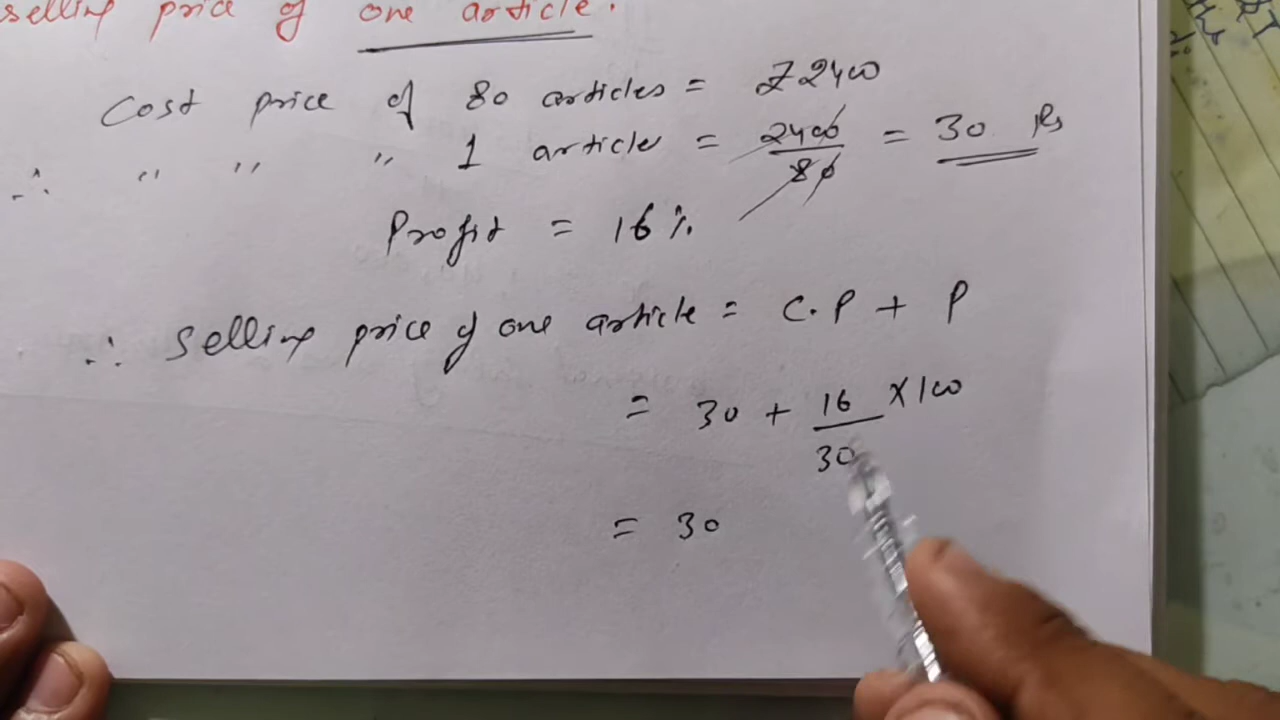 selling price of one article.
Cost price of 80 articles = ₹2400
∴ " " " 1 article = 2400/80 = 30 Rs
Profit = 16%
∴ Selling price of one article = C.P + P
= 30 + 16/30 × 100
= 30